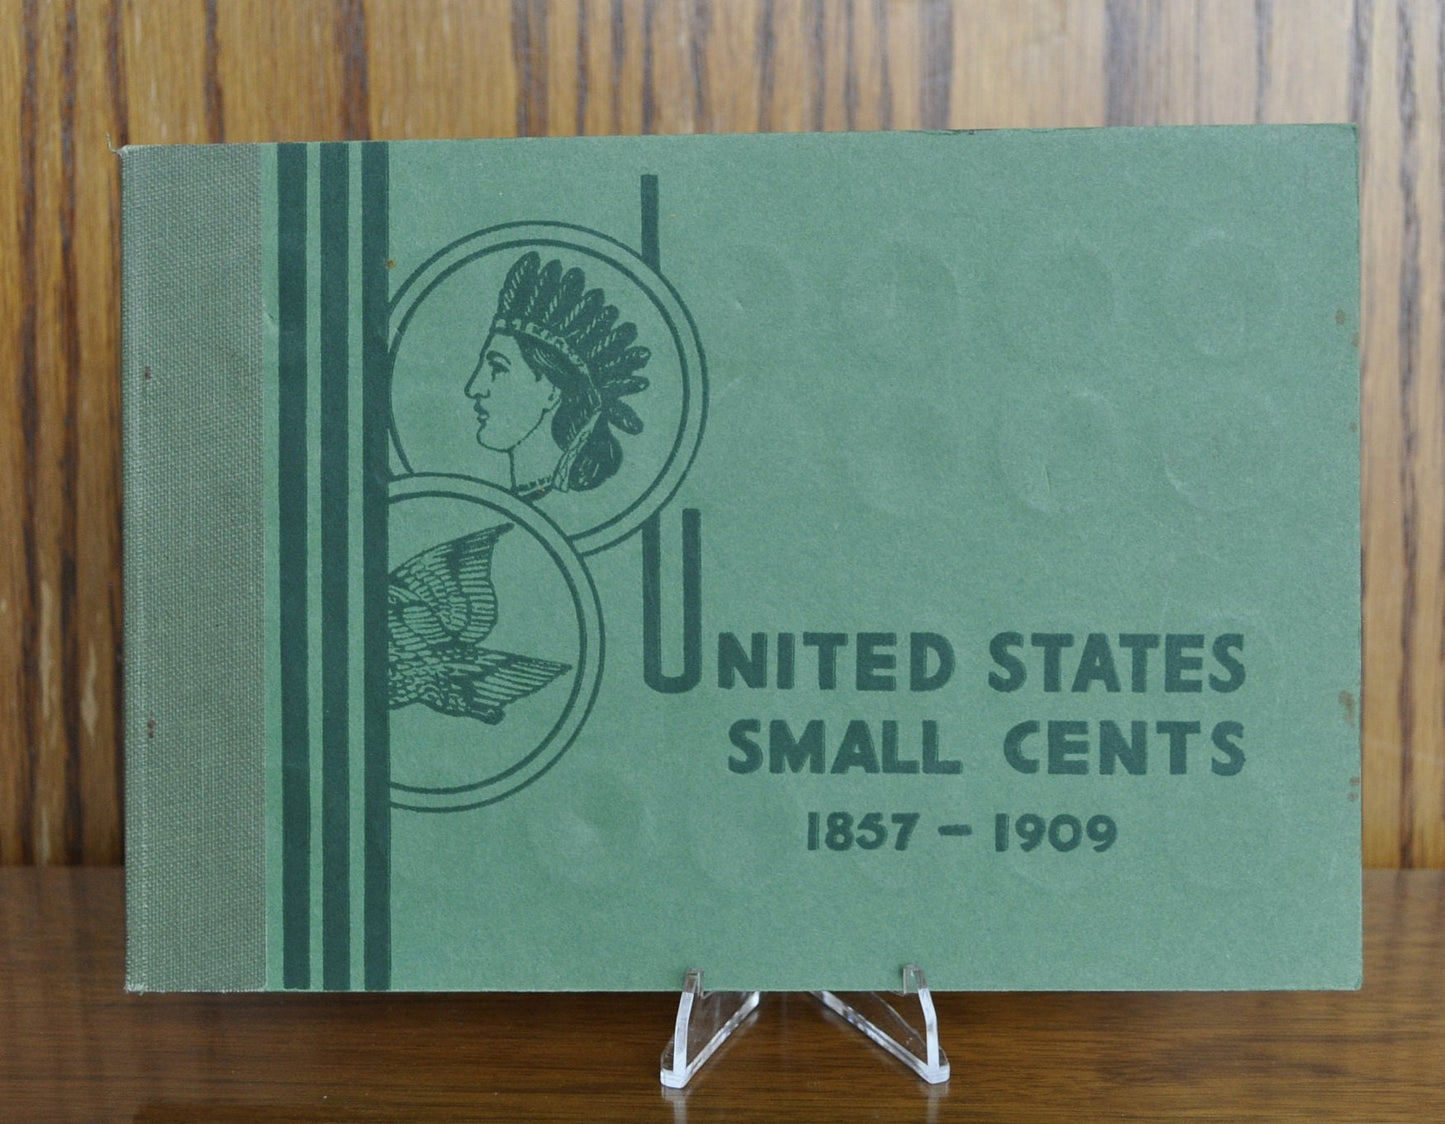 UNITED STATES
SMALL CENTS
1857 – 1909